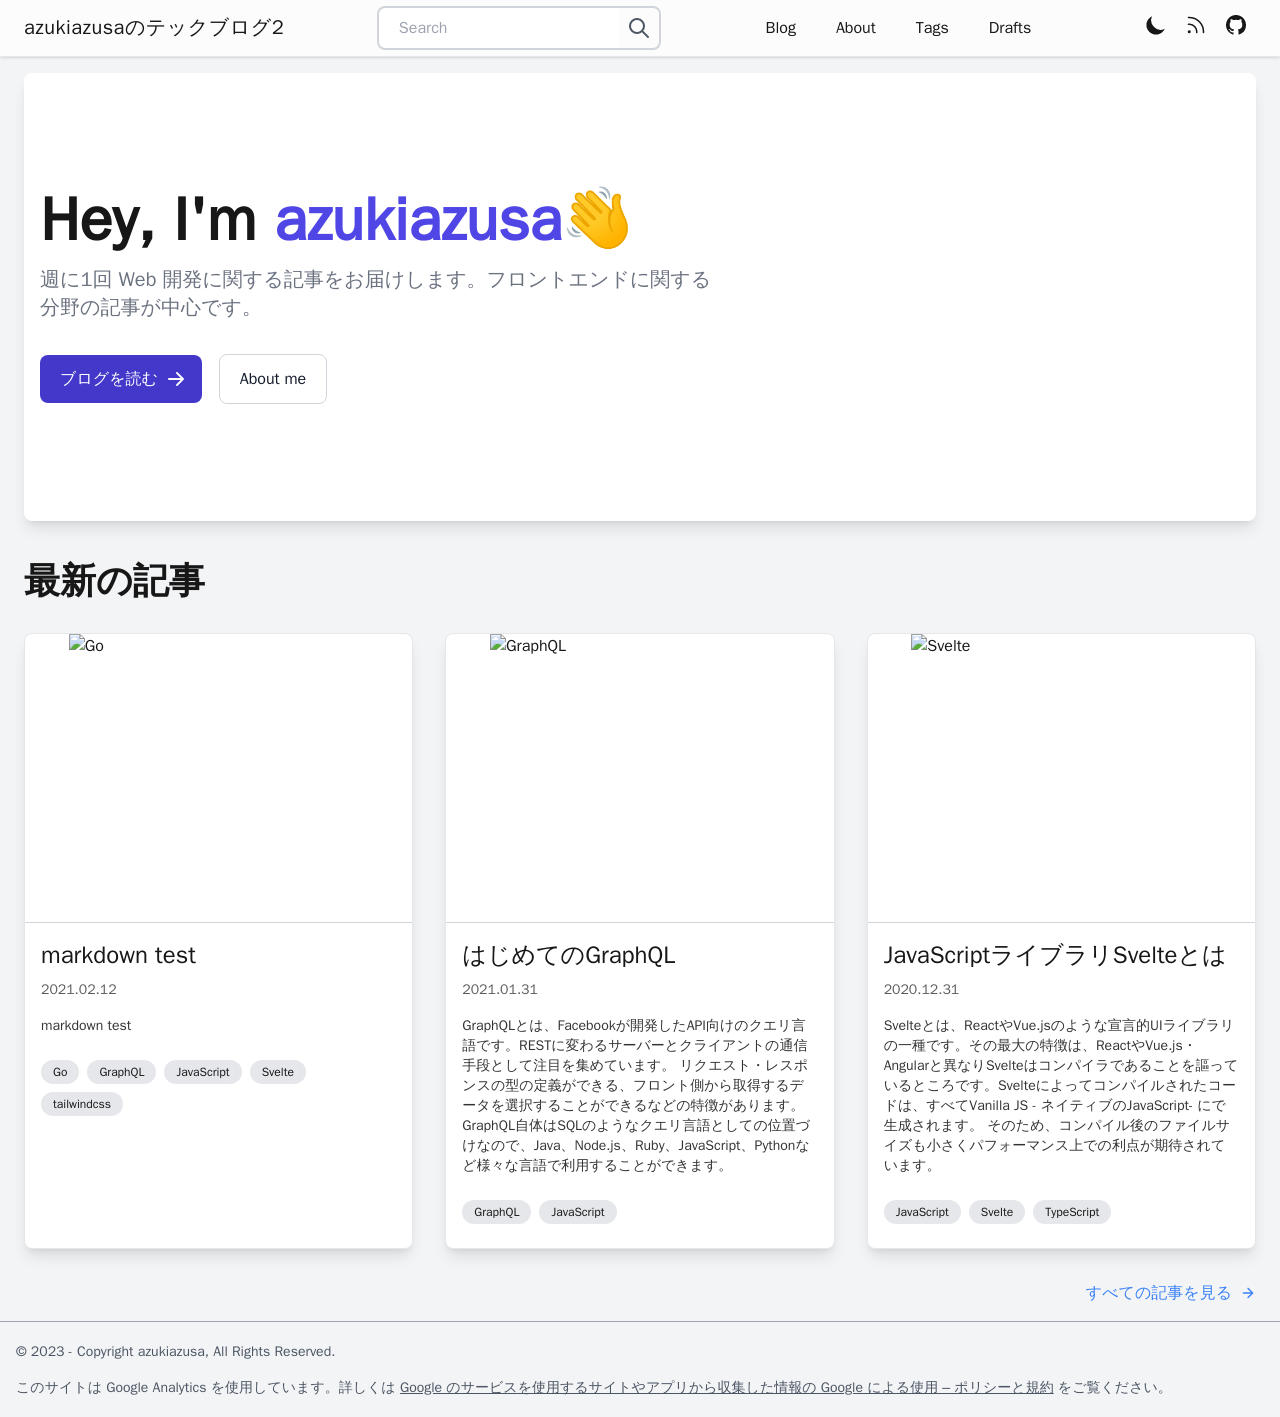 azukiazusaのテックブログ2
Search
Blog
About
Tags
Drafts
Hey, I'm azukiazusa👋
週に1回 Web 開発に関する記事をお届けします。フロントエンドに関する
分野の記事が中心です。
ブログを読む
About me
最新の記事
Go
markdown test
2021.02.12
markdown test
Go
GraphQL
JavaScript
Svelte
tailwindcss
GraphQL
はじめてのGraphQL
2021.01.31
GraphQLとは、Facebookが開発したAPI向けのクエリ言
語です。RESTに変わるサーバーとクライアントの通信
手段として注目を集めています。 リクエスト・レスポ
ンスの型の定義ができる、フロント側から取得するデ
ータを選択することができるなどの特徴があります。
GraphQL自体はSQLのようなクエリ言語としての位置づ
けなので、Java、Node.js、Ruby、JavaScript、Pythonな
ど様々な言語で利用することができます。
GraphQL
JavaScript
Svelte
JavaScriptライブラリSvelteとは
2020.12.31
Svelteとは、ReactやVue.jsのような宣言的UIライブラリ
の一種です。その最大の特徴は、ReactやVue.js・
Angularと異なりSvelteはコンパイラであることを謳って
いるところです。Svelteによってコンパイルされたコー
ドは、すべてVanilla JS - ネイティブのJavaScript- にて
生成されます。 そのため、コンパイル後のファイルサ
イズも小さくパフォーマンス上での利点が期待されて
います。
JavaScript
Svelte
TypeScript
すべての記事を見る
© 2023 - Copyright azukiazusa, All Rights Reserved.
このサイトは Google Analytics を使用しています。詳しくは Google のサービスを使用するサイトやアプリから収集した情報の Google による使用 – ポリシーと規約 をご覧ください。